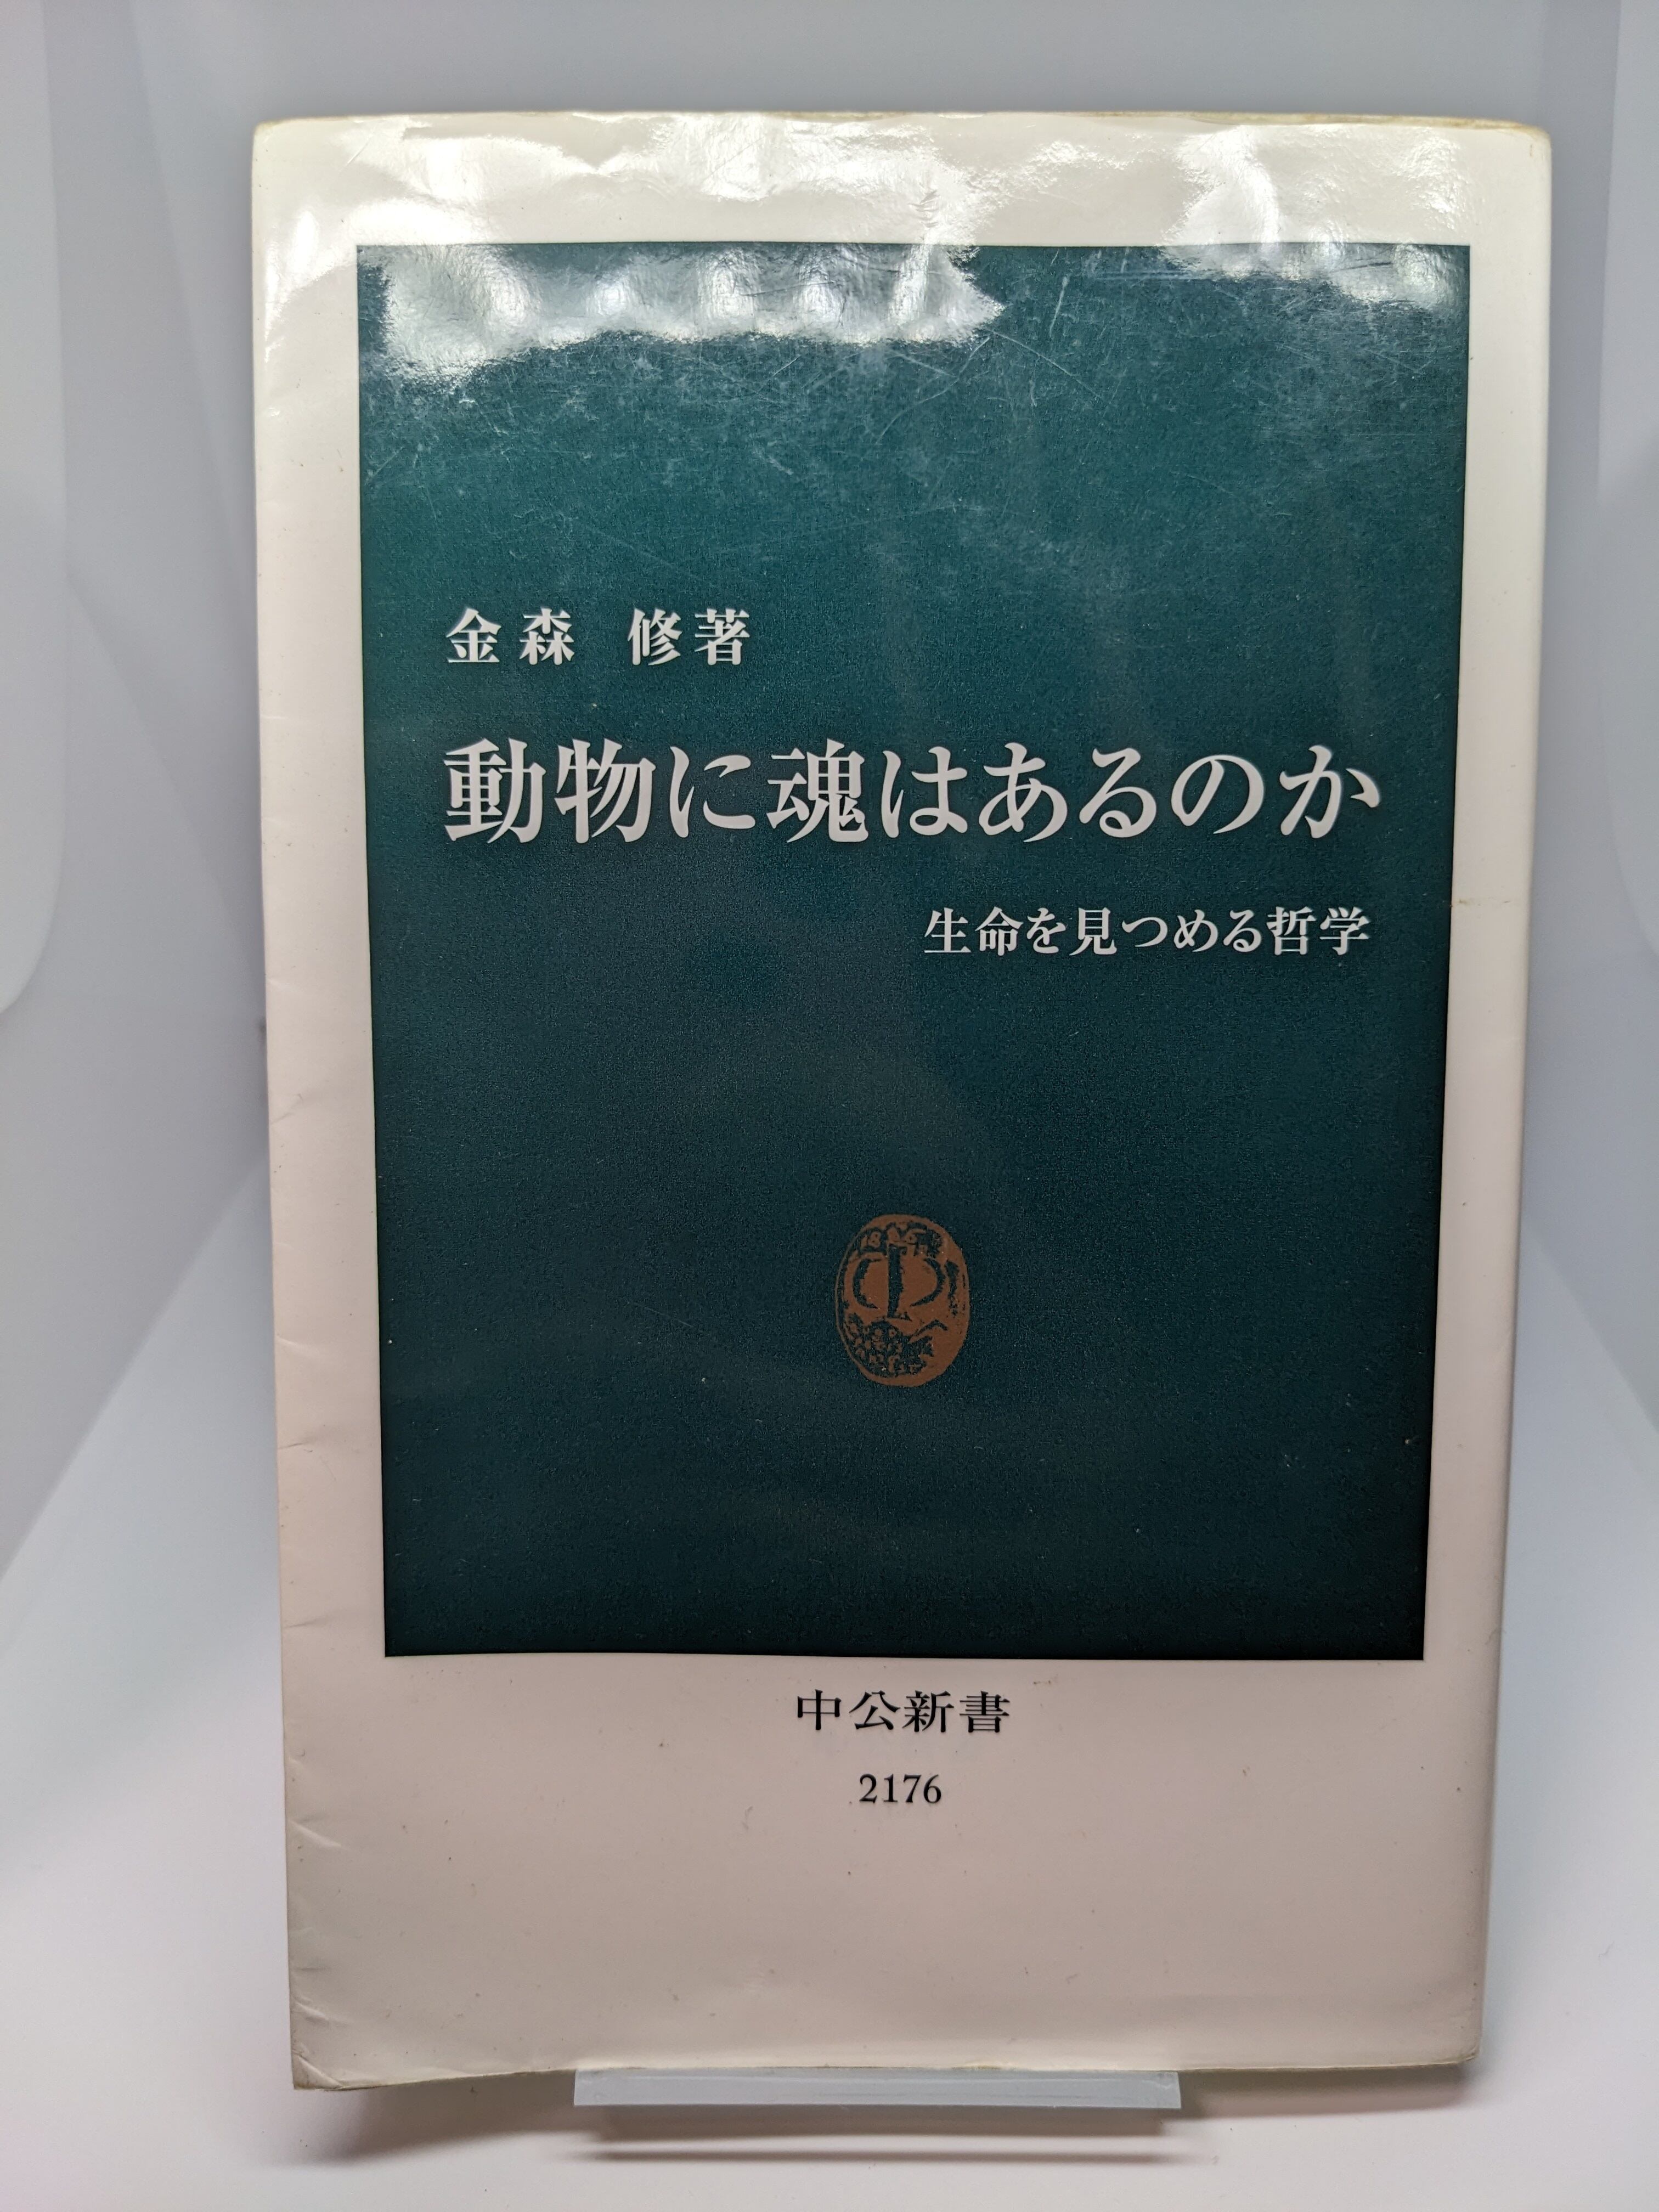 金森 修著
動物に魂はあるのか
生命を見つめる哲学
中公新書
2176